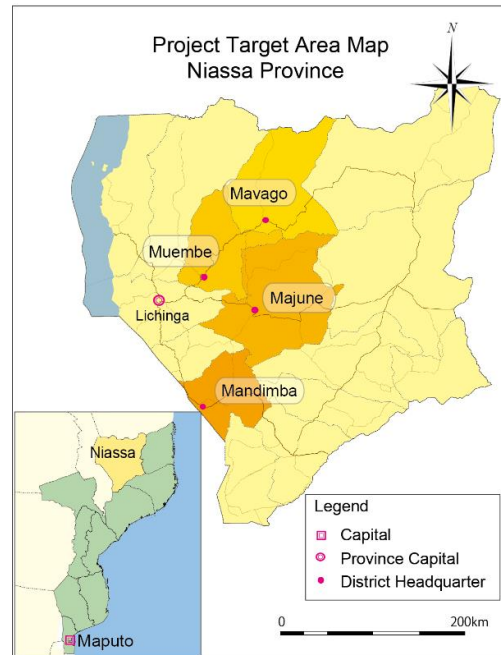 Project Target Area Map
Niassa Province
N
Mavago
Muembe
Majune
Lichinga
Mandimba
Niassa
Maputo
Legend
Capital
Province Capital
District Headquarter
0 200km